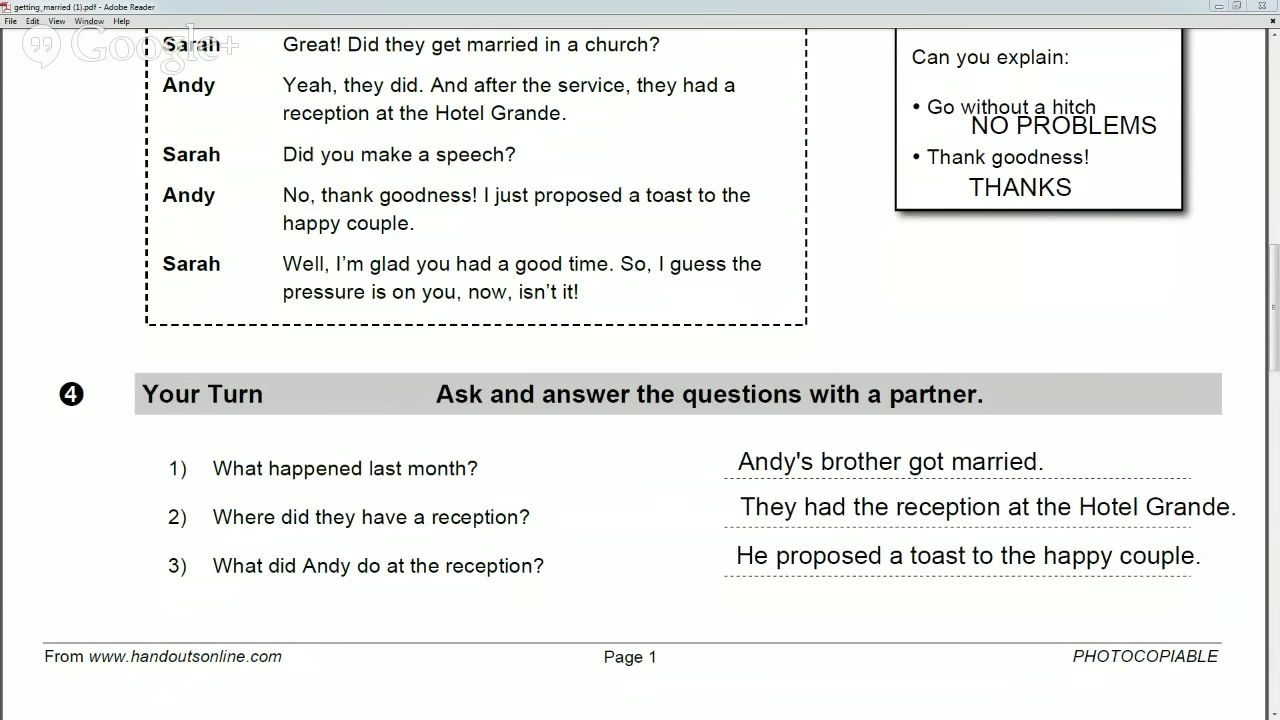 getting_married (1).pdf - Adobe Reader
File Edit View Window Help
Google+
Sarah Great! Did they get married in a church?
Andy Yeah, they did. And after the service, they had a
reception at the Hotel Grande.
Sarah Did you make a speech?
Andy No, thank goodness! I just proposed a toast to the
happy couple.
Sarah Well, I'm glad you had a good time. So, I guess the
pressure is on you, now, isn't it!
Can you explain:
• Go without a hitch
NO PROBLEMS
• Thank goodness!
THANKS
4 Your Turn Ask and answer the questions with a partner.
1) What happened last month? Andy's brother got married.
2) Where did they have a reception? They had the reception at the Hotel Grande.
3) What did Andy do at the reception? He proposed a toast to the happy couple.
From www.handoutsonline.com Page 1 PHOTOCOPIABLE